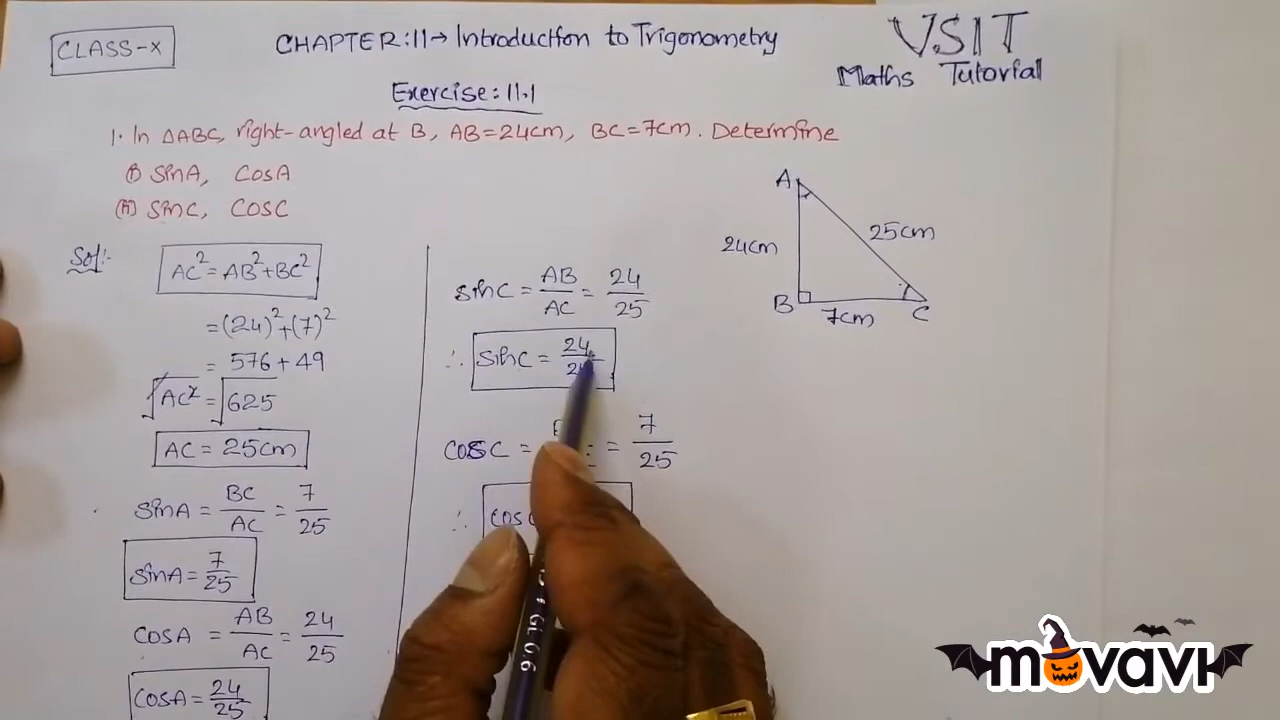 CLASS-X
CHAPTER:11→ Introduction to Trigonometry
VSIT
Maths Tutorial
Exercise:11.1
1. In ΔABC, right-angled at B, AB=24cm, BC=7cm. Determine
(i) sinA, CosA
(ii) sinC, COSC
Sol:-
AC² = AB²+BC²
=(24)²+(7)²
= 576+49
√AC² = √625
AC = 25cm
sinA = BC/AC = 7/25
sinA = 7/25
COSA = AB/AC = 24/25
COSA = 24/25
sinC = AB/AC = 24/25
∴ sinC = 24
COSC = = 7/25
∴
A
24cm
25cm
B
7cm
C
movavi